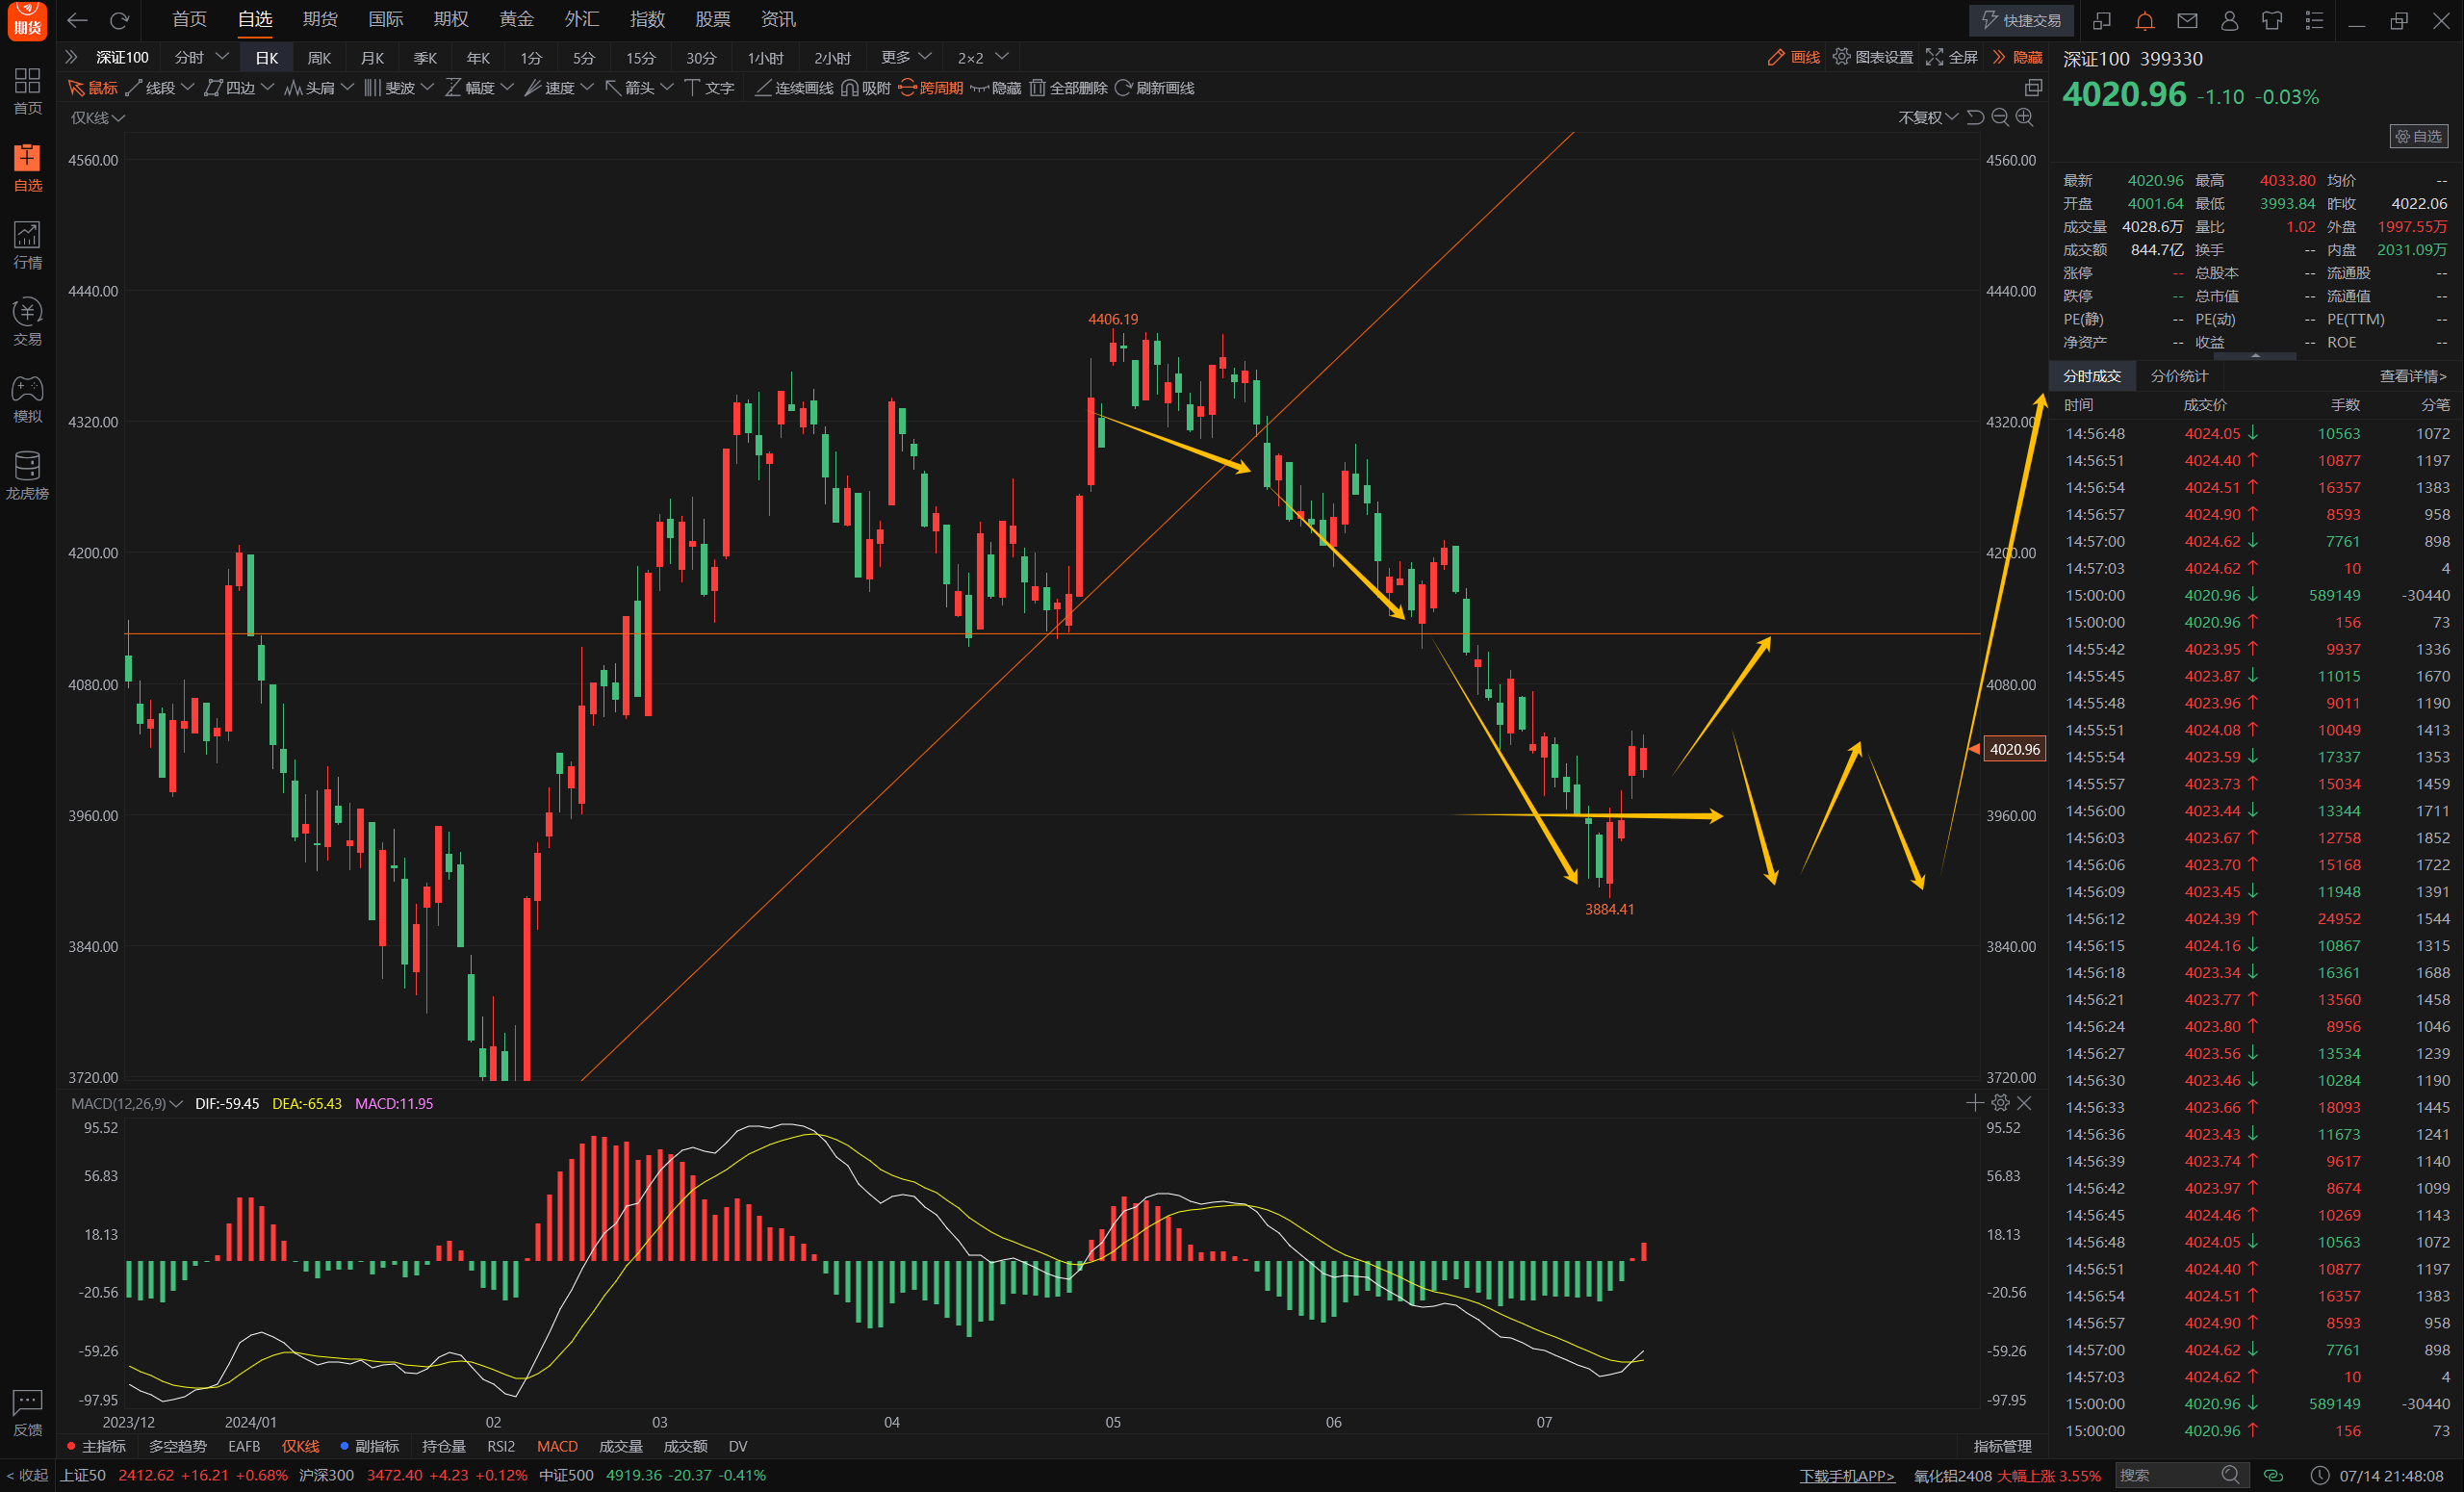 期货 首页 自选 期货 国际 期权 黄金 外汇 指数 股票 资讯 快捷交易
深证100 分时 日K 周K 月K 季K 年K 1分 5分 15分 30分 1小时 2小时 更多 2×2 画线 图表设置 全屏 隐藏
鼠标 线段 四边 头肩 斐波 幅度 速度 箭头 文字 连续画线 吸附 跨周期 隐藏 全部删除 刷新画线
仅K线 不复权
首页
自选
行情
交易
模拟
龙虎榜
反馈
4560.00 4560.00
4440.00 4440.00
4406.19
4320.00 4320.00
4200.00 4200.00
4080.00 4080.00
4020.96
3960.00 3960.00
3884.41
3840.00 3840.00
3720.00 3720.00
MACD(12,26,9) DIF:-59.45 DEA:-65.43 MACD:11.95
95.52 95.52
56.83 56.83
18.13 18.13
-20.56 -20.56
-59.26 -59.26
-97.95 -97.95
2023/12 2024/01 02 03 04 05 06 07
主指标 多空趋势 EAFB 仅K线 副指标 持仓量 RSI2 MACD 成交量 成交额 DV 指标管理
深证100 399330
4020.96 -1.10 -0.03%
自选
最新 4020.96 最高 4033.80 均价 --
开盘 4001.64 最低 3993.84 昨收 4022.06
成交量 4028.6万 量比 1.02 外盘 1997.55万
成交额 844.7亿 换手 -- 内盘 2031.09万
涨停 -- 总股本 -- 流通股 --
跌停 -- 总市值 -- 流通值 --
PE(静) -- PE(动) -- PE(TTM) --
净资产 -- 收益 -- ROE --
分时成交 分价统计 查看详情>
时间 成交价 手数 分笔
14:56:48 4024.05 ↓ 10563 1072
14:56:51 4024.40 ↑ 10877 1197
14:56:54 4024.51 ↑ 16357 1383
14:56:57 4024.90 ↑ 8593 958
14:57:00 4024.62 ↓ 7761 898
14:57:03 4024.62 ↑ 10 4
15:00:00 4020.96 ↓ 589149 -30440
15:00:00 4020.96 ↑ 156 73
14:55:42 4023.95 ↑ 9937 1336
14:55:45 4023.87 ↓ 11015 1670
14:55:48 4023.96 ↑ 9011 1190
14:55:51 4024.08 ↑ 10049 1413
14:55:54 4023.59 ↓ 17337 1353
14:55:57 4023.73 ↑ 15034 1459
14:56:00 4023.44 ↓ 13344 1711
14:56:03 4023.67 ↑ 12758 1852
14:56:06 4023.70 ↑ 15168 1722
14:56:09 4023.45 ↓ 11948 1391
14:56:12 4024.39 ↑ 24952 1544
14:56:15 4024.16 ↓ 10867 1315
14:56:18 4023.34 ↓ 16361 1688
14:56:21 4023.77 ↑ 13560 1458
14:56:24 4023.80 ↑ 8956 1046
14:56:27 4023.56 ↓ 13534 1239
14:56:30 4023.46 ↓ 10284 1190
14:56:33 4023.66 ↑ 18093 1445
14:56:36 4023.43 ↓ 11673 1241
14:56:39 4023.74 ↑ 9617 1140
14:56:42 4023.97 ↑ 8674 1099
14:56:45 4024.46 ↑ 10269 1143
14:56:48 4024.05 ↓ 10563 1072
14:56:51 4024.40 ↑ 10877 1197
14:56:54 4024.51 ↑ 16357 1383
14:56:57 4024.90 ↑ 8593 958
14:57:00 4024.62 ↓ 7761 898
14:57:03 4024.62 ↑ 10 4
15:00:00 4020.96 ↓ 589149 -30440
15:00:00 4020.96 ↑ 156 73
< 收起 上证50 2412.62 +16.21 +0.68% 沪深300 3472.40 +4.23 +0.12% 中证500 4919.36 -20.37 -0.41% 下载手机APP> 氧化铝2408 大幅上涨 3.55% 搜索 07/14 21:48:08